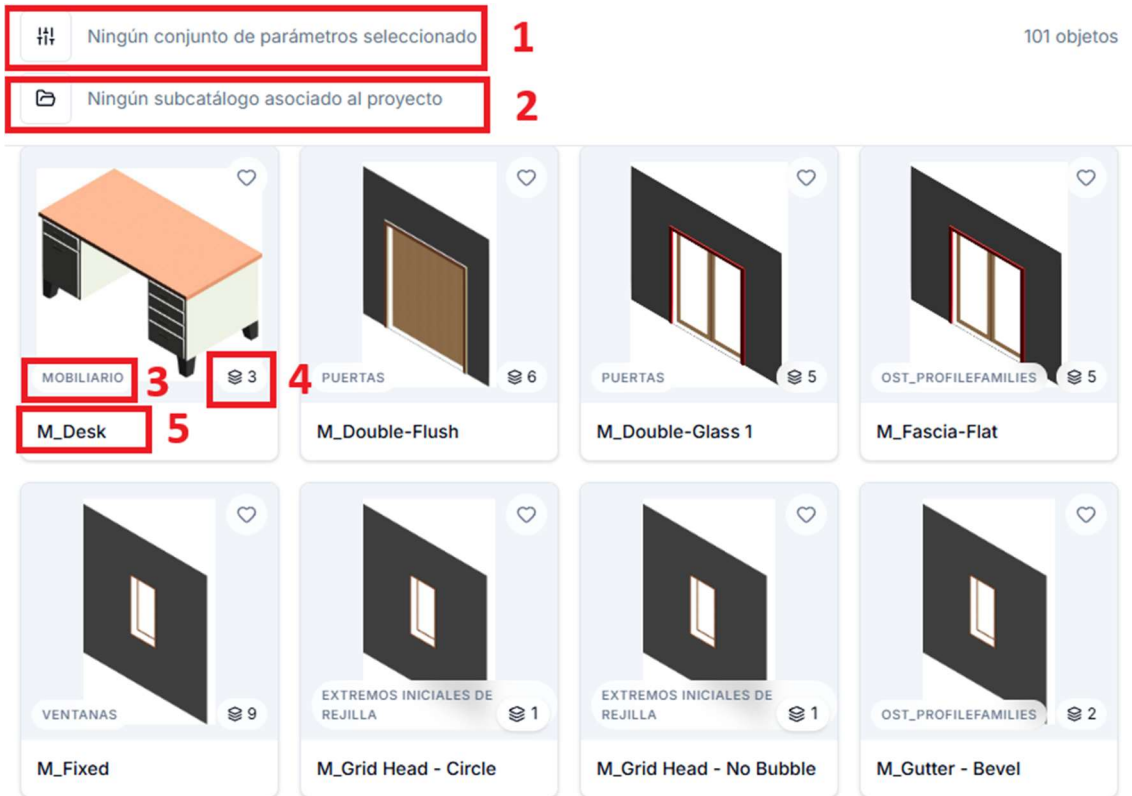 Ningún conjunto de parámetros seleccionado 1 101 objetos
Ningún subcatálogo asociado al proyecto 2
MOBILIARIO 3 3 4
M_Desk 5
PUERTAS 6
M_Double-Flush
PUERTAS 5
M_Double-Glass 1
OST_PROFILEFAMILIES 5
M_Fascia-Flat
VENTANAS 9
M_Fixed
EXTREMOS INICIALES DE
REJILLA 1
M_Grid Head - Circle
EXTREMOS INICIALES DE
REJILLA 1
M_Grid Head - No Bubble
OST_PROFILEFAMILIES 2
M_Gutter - Bevel